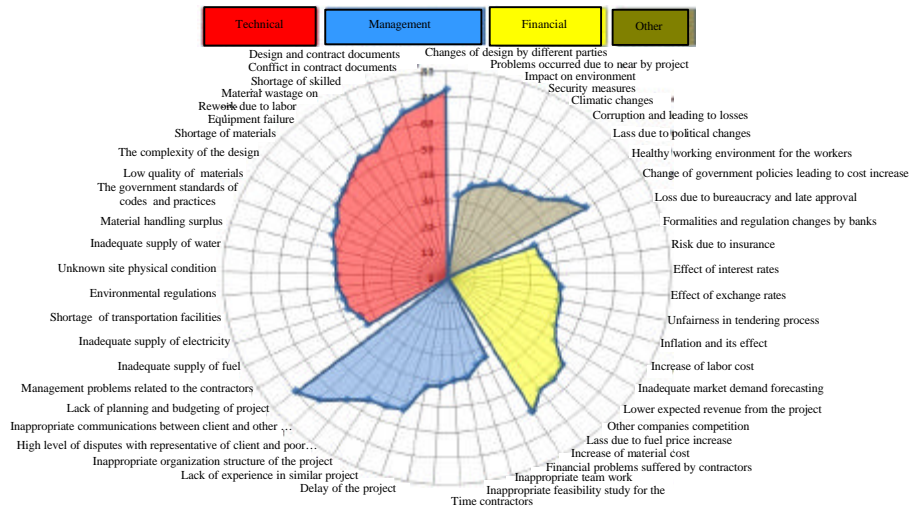 Technical
Management
Financial
Other
Design and contract documents
Conffict in contract documents
Shortage of skilled
Material wastage on
Rework due to labor
Equipment failure
Shortage of materials
The complexity of the design
Low quality of materials
The government standards of
codes and practices
Material handling surplus
Inadequate supply of water
Unknown site physical condition
Environmental regulations
Shortage of transportation facilities
Inadequate supply of electricity
Inadequate supply of fuel
Management problems related to the contractors
Lack of planning and budgeting of project
Inappropriate communications between client and other …
High level of disputes with representative of client and poor…
Inappropriate organization structure of the project
Lack of experience in similar project
Delay of the project
Changes of design by different parties
Problems occurred due to near by project
Impact on environment
Security measures
Climatic changes
Corruption and leading to losses
Lass due to political changes
Healthy working environment for the workers
Change of government policies leading to cost increase
Loss due to bureaucracy and late approval
Formalities and regulation changes by banks
Risk due to insurance
Effect of interest rates
Effect of exchange rates
Unfairness in tendering process
Inflation and its effect
Increase of labor cost
Inadequate market demand forecasting
Lower expected revenue from the project
Other companies competition
Lass due to fuel price increase
Increase of material cost
Financial problems suffered by contractors
Inappropriate team work
Inappropriate feasibility study for the
Time contractors